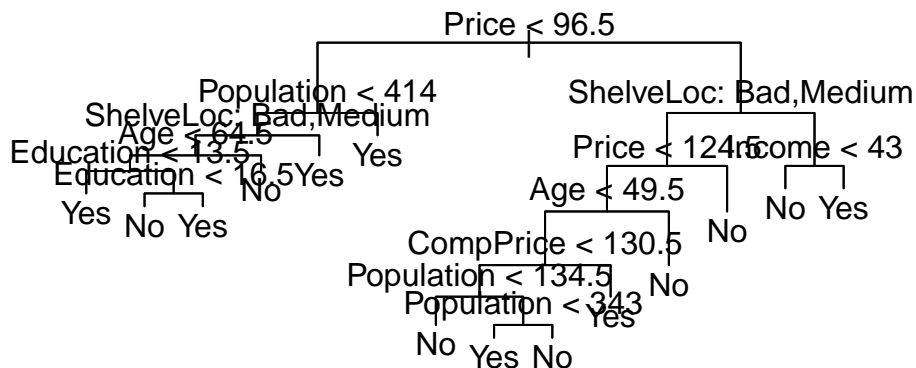 Price < 96.5
Population < 414
ShelveLoc: Bad,Medium
ShelveLoc: Bad,Medium
Age < 64.5
Education < 13.5
Education < 16.5
Yes
No
Yes
No
Yes
Yes
Price < 124.5
Income < 43
Age < 49.5
CompPrice < 130.5
Population < 134.5
Population < 343
No
Yes
No
Yes
No
No
No
Yes